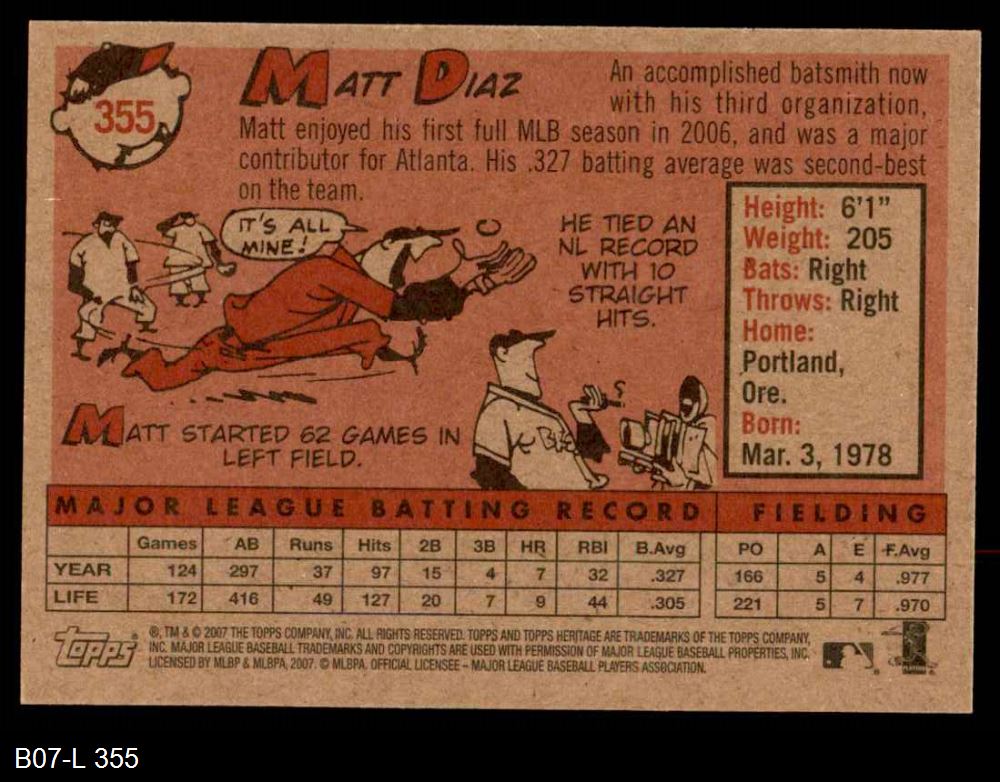 355
MATT DIAZ
An accomplished batsmith now
with his third organization,
Matt enjoyed his first full MLB season in 2006, and was a major
contributor for Atlanta. His .327 batting average was second-best
on the team.
IT'S ALL
MINE!
HE TIED AN
NL RECORD
WITH 10
STRAIGHT
HITS.
Height: 6'1"
Weight: 205
Bats: Right
Throws: Right
Home:
Portland,
Ore.
Born:
Mar. 3, 1978
MATT STARTED 62 GAMES IN
LEFT FIELD.
MAJOR LEAGUE BATTING RECORD FIELDING
Games AB Runs Hits 2B 3B HR RBI B.Avg PO A E F.Avg
YEAR 124 297 37 97 15 4 7 32 .327 166 5 4 .977
LIFE 172 416 49 127 20 7 9 44 .305 221 5 7 .970
topps
®, TM & © 2007 THE TOPPS COMPANY, INC. ALL RIGHTS RESERVED. TOPPS AND TOPPS HERITAGE ARE TRADEMARKS OF THE TOPPS COMPANY,
INC. MAJOR LEAGUE BASEBALL TRADEMARKS AND COPYRIGHTS ARE USED WITH PERMISSION OF MAJOR LEAGUE BASEBALL PROPERTIES, INC.
LICENSED BY MLBP & MLBPA, 2007. © MLBPA. OFFICIAL LICENSEE – MAJOR LEAGUE BASEBALL PLAYERS ASSOCIATION.
B07-L 355